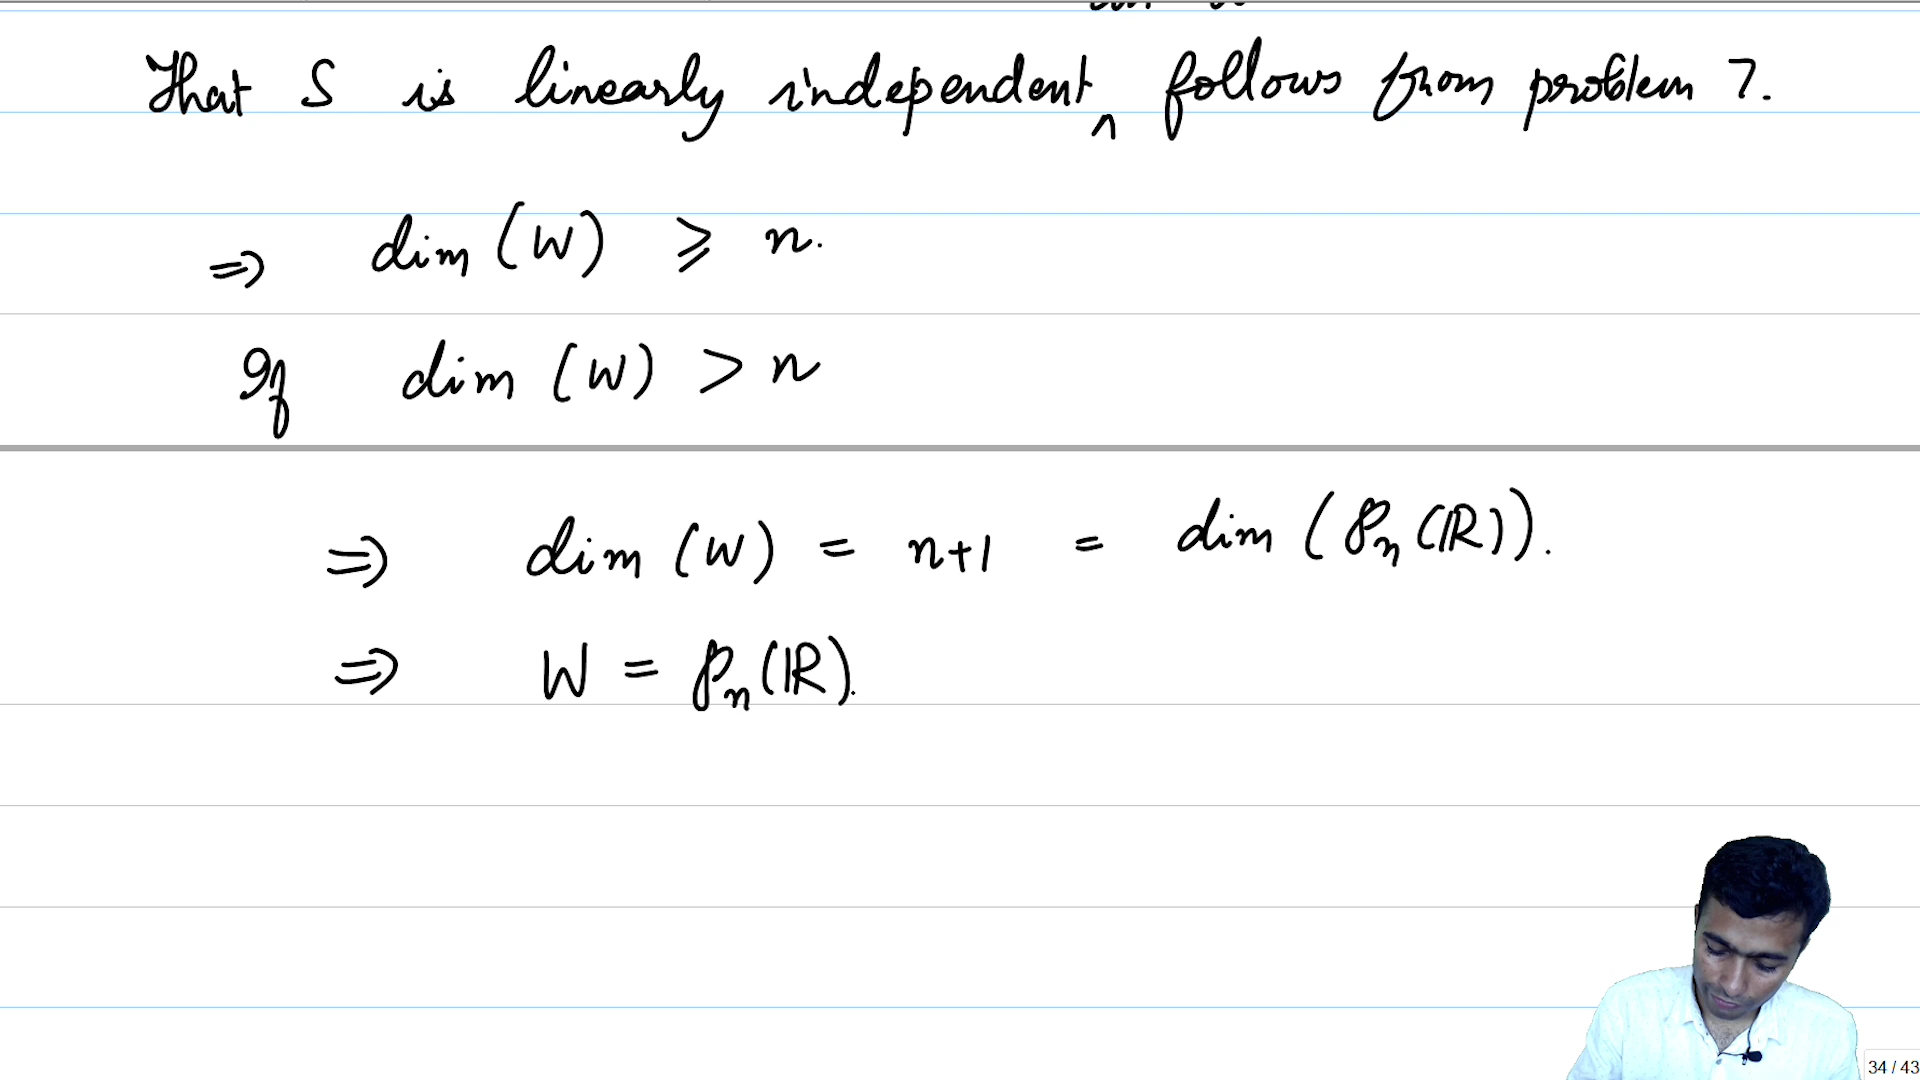 That S is linearly independent ^ follows from problem 7.
⇒ dim (W) ⩾ n.
If dim (W) > n
⇒ dim (W) = n+1 = dim (Pn (ℝ)).
⇒ W = Pn (ℝ).
34 / 43